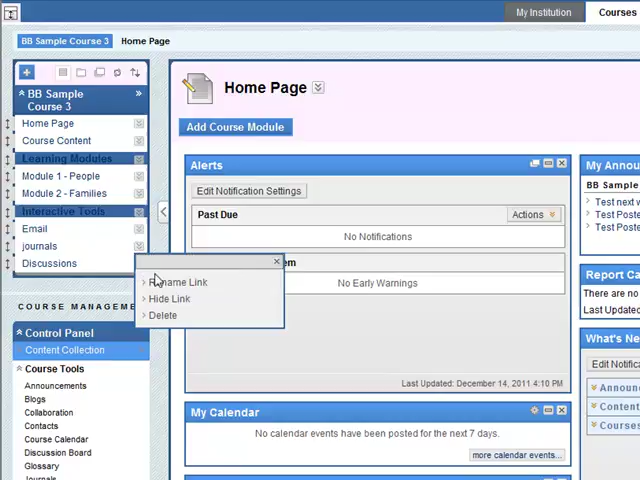 My Institution
Courses
BB Sample Course 3
Home Page
BB Sample
Course 3
Home Page
Course Content
Learning Modules
Module 1 - People
Module 2 - Families
Interactive Tools
Email
journals
Discussions
COURSE MANAGEME
Control Panel
Content Collection
Course Tools
Announcements
Blogs
Collaboration
Contacts
Course Calendar
Discussion Board
Glossary
Journals
Rename Link
Hide Link
Delete
Home Page
Add Course Module
Alerts
Edit Notification Settings
Past Due
Actions
No Notifications
em
No Early Warnings
Last Updated: December 14, 2011 4:10 PM
My Calendar
No calendar events have been posted for the next 7 days.
more calendar events...
My Annou
BB Sample
Test next w
Test Poste
Test Poste
Report Ca
There are no
Last Updated
What's Ne
Edit Notifica
Announ
Content
Courses